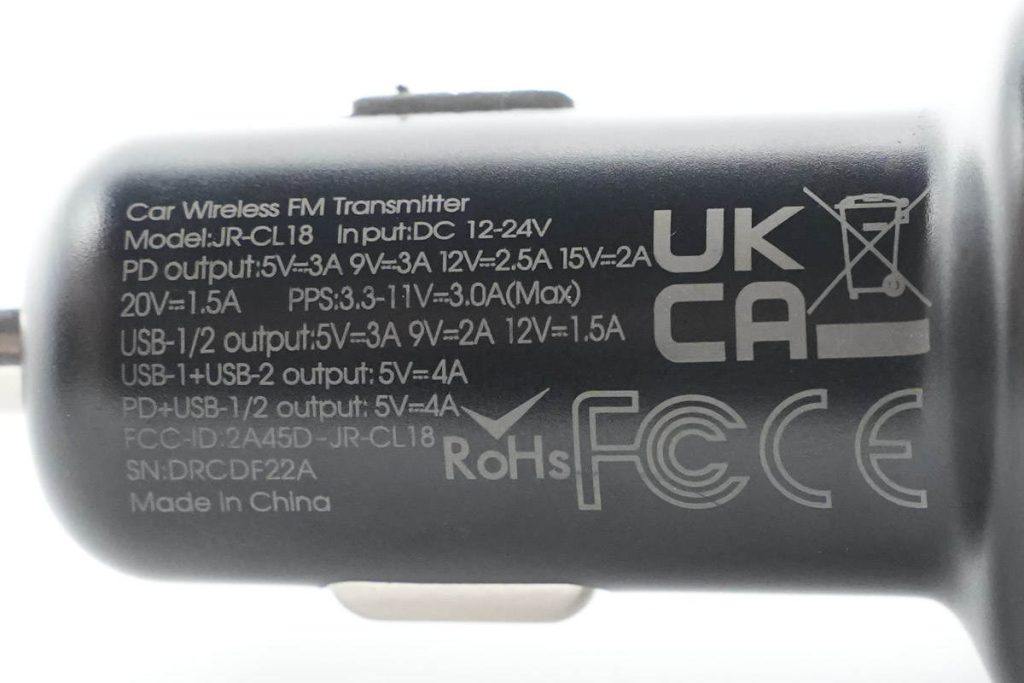 Car Wireless FM Transmitter
Model:JR-CL18 Input:DC 12-24V
PD output:5V⎓3A 9V⎓3A 12V⎓2.5A 15V⎓2A
20V⎓1.5A PPS:3.3-11V⎓3.0A(Max)
USB-1/2 output:5V⎓3A 9V⎓2A 12V⎓1.5A
USB-1+USB-2 output: 5V⎓4A
PD+USB-1/2 output: 5V⎓4A
FCC-ID:2A45D-JR-CL18
SN:DRCDF22A
Made in China
UK
CA
RoHs FC CE